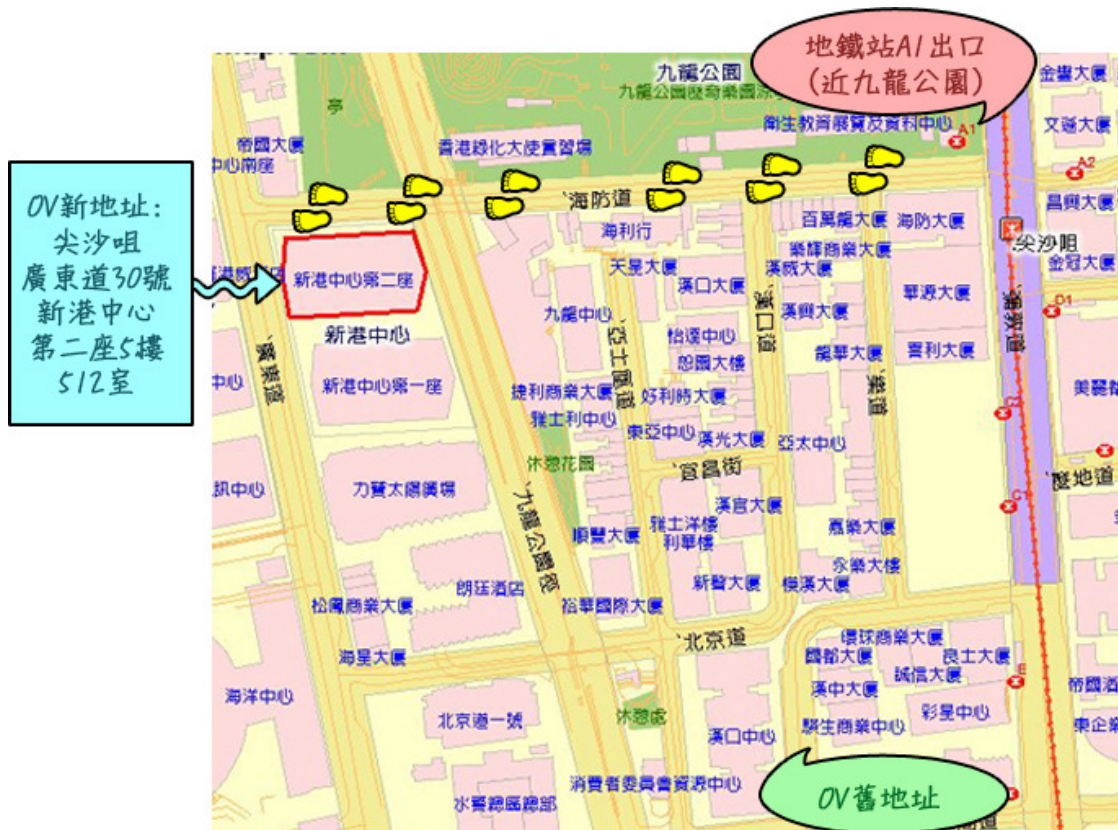 地鐵站A1出口
(近九龍公園)
九龍公園
金鑾大廈
亭
衛生教育展覽及資料中心
A1
文遜大廈
帝國大廈
中心南座
香港綠化大使實習場
A2
昌興大廈
海防道
OV新地址:
尖沙咀
廣東道30號
新港中心
第二座5樓
512室
海利行
百萬龍大廈
海防大廈
尖沙咀
樂輝商業大廈
金冠大廈
新港中心第二座
天星大廈
漢口大廈
漢威大廈
華源大廈
九龍中心
漢興大廈
D1
新港中心
怡達中心
恕園大樓
漢口道
彌敦道
廣東道
亞士厘道
龍華大廈
喜利大廈
中心
新港中心第一座
捷利商業大廈
好利時大廈
樂道
雅士利中心
東亞中心
漢光大廈
亞太中心
休憩花園
宜昌街
訊中心
力寶太陽廣場
九龍公園徑
漢宮大廈
C1
順豐大廈
雅士洋樓
利華樓
嘉樂大廈
永樂大樓
朗廷酒店
新聲大廈
模漢大廈
松鳳商業大廈
裕華國際大廈
北京道
環球商業大廈
海星大廈
國都大廈
良士大廈
誠信大廈
E
海洋中心
漢中大廈
彩星中心
北京道一號
休憩處
漢口中心
駿生商業中心
消費者委員會資源中心
水警總區總部
OV舊地址